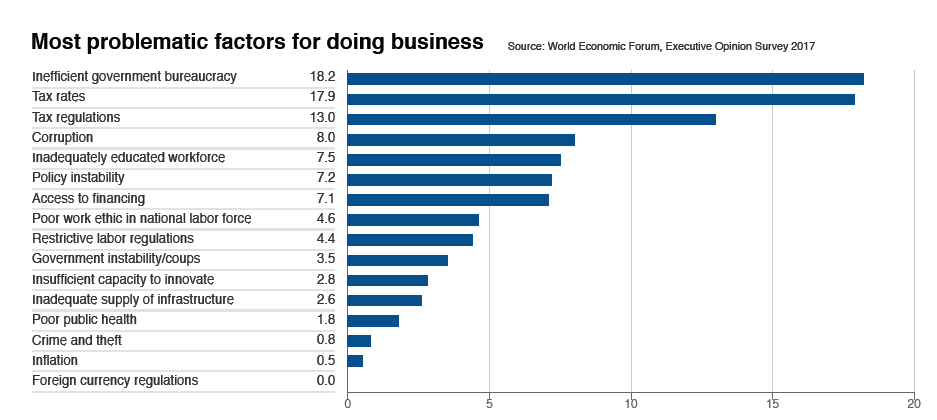 Most problematic factors for doing business Source: World Economic Forum, Executive Opinion Survey 2017
Inefficient government bureaucracy 18.2
Tax rates 17.9
Tax regulations 13.0
Corruption 8.0
Inadequately educated workforce 7.5
Policy instability 7.2
Access to financing 7.1
Poor work ethic in national labor force 4.6
Restrictive labor regulations 4.4
Government instability/coups 3.5
Insufficient capacity to innovate 2.8
Inadequate supply of infrastructure 2.6
Poor public health 1.8
Crime and theft 0.8
Inflation 0.5
Foreign currency regulations 0.0
0 5 10 15 20